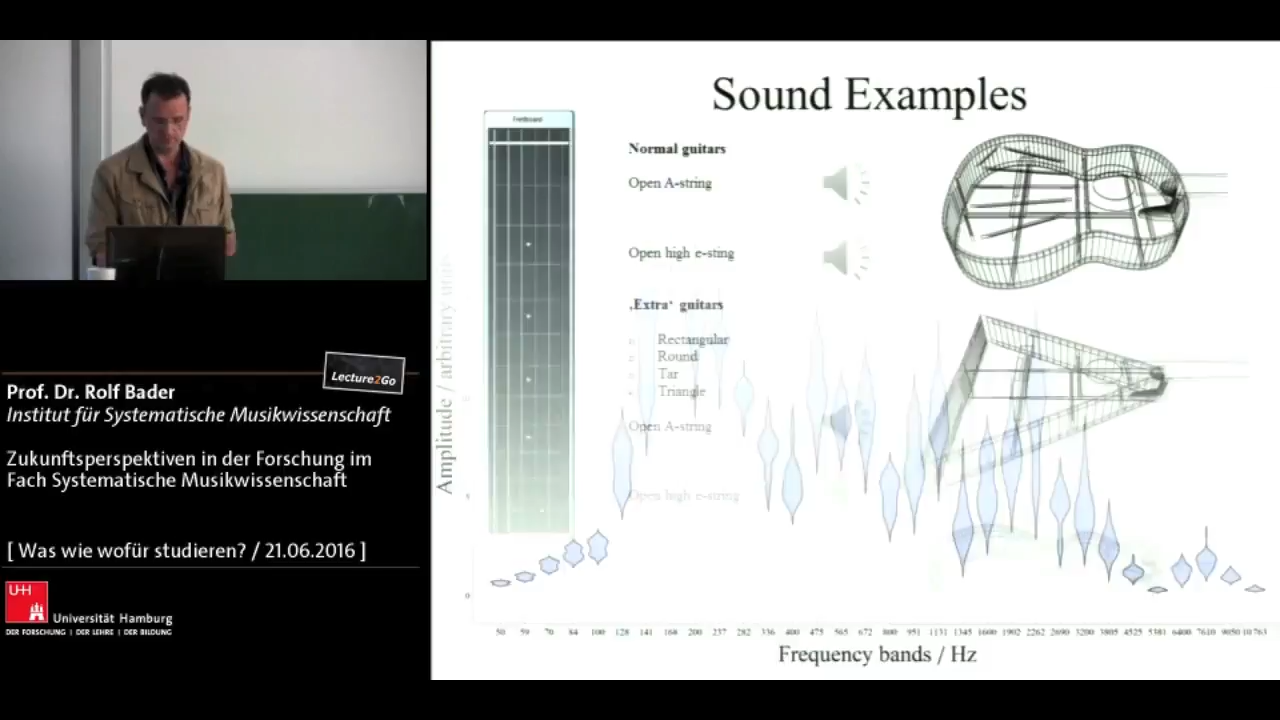 Sound Examples
Fretboard
Normal guitars
Open A-string
Open high e-sting
‚Extra‘ guitars
Rectangular
Round
Tar
Triangle
Open A-string
Open high e-string
Amplitude / arbitrary
0
50 59 70 84 100 128 141 168 200 237 282 336 400 475 565 672 800 951 1131 1345 1600 1902 2262 2690 3200 3805 4525 5381 6400 7610 9050 10763
Frequency bands / Hz
Lecture2Go
Prof. Dr. Rolf Bader
Institut für Systematische Musikwissenschaft
Zukunftsperspektiven in der Forschung im
Fach Systematische Musikwissenschaft
[ Was wie wofür studieren? / 21.06.2016 ]
UHH
Universität Hamburg
DER FORSCHUNG | DER LEHRE | DER BILDUNG